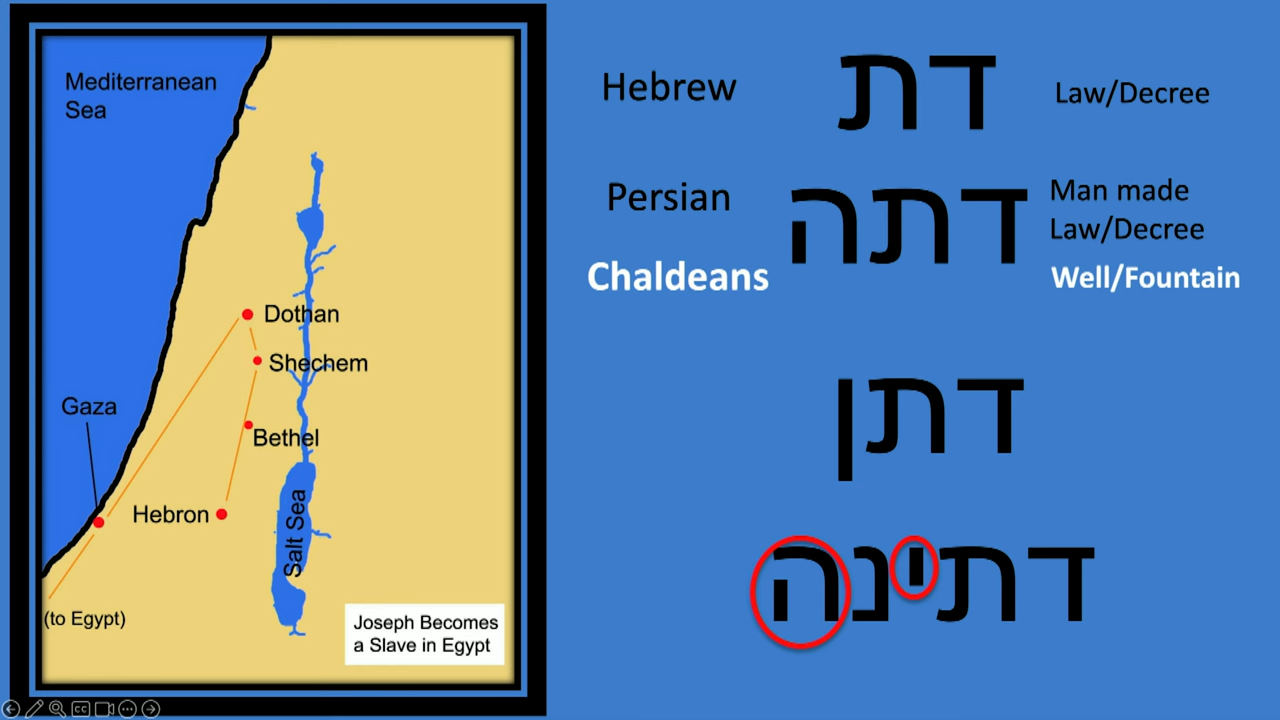 Mediterranean
Sea
Dothan
Shechem
Gaza
Bethel
Hebron
Salt Sea
(to Egypt)
Joseph Becomes
a Slave in Egypt
Hebrew דת Law/Decree
Persian דתה Man made
Law/Decree
Chaldeans Well/Fountain
דתן
דתינה